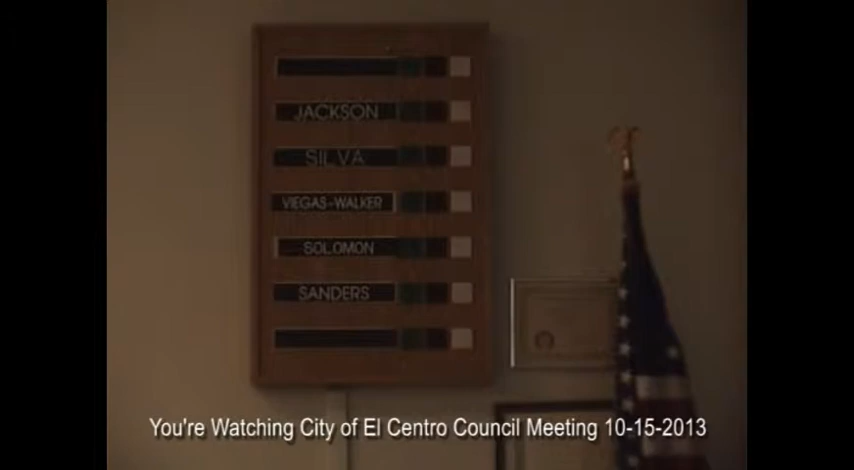 JACKSON
SILVA
VIEGAS-WALKER
SOLOMON
SANDERS
You're Watching City of El Centro Council Meeting 10-15-2013